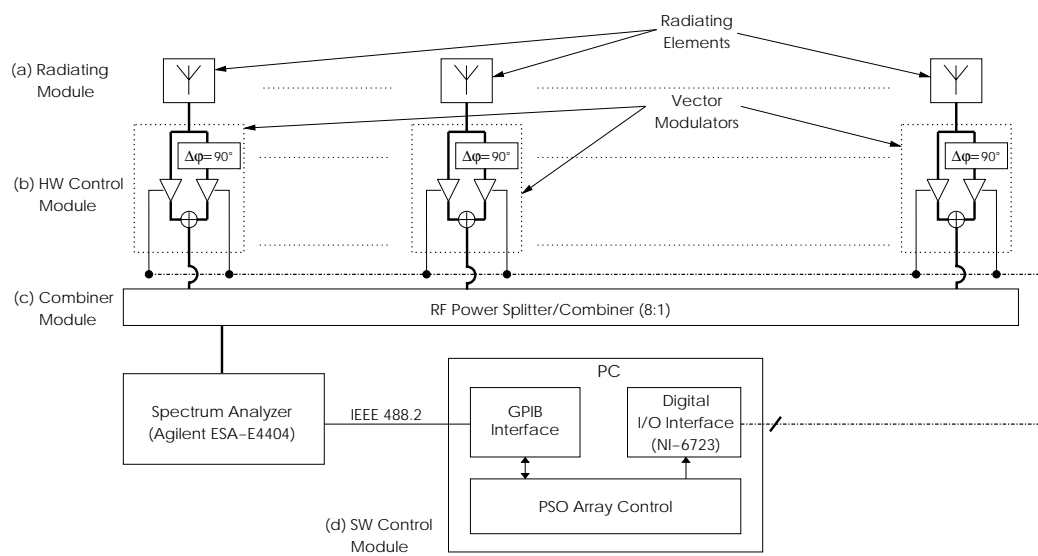 Radiating
Elements
(a) Radiating
Module
Vector
Modulators
Δφ=90°
Δφ=90°
Δφ=90°
(b) HW Control
Module
(c) Combiner
Module
RF Power Splitter/Combiner (8:1)
PC
Spectrum Analyzer
(Agilent ESA–E4404)
IEEE 488.2
GPIB
Interface
Digital
I/O Interface
(NI–6723)
PSO Array Control
(d) SW Control
Module